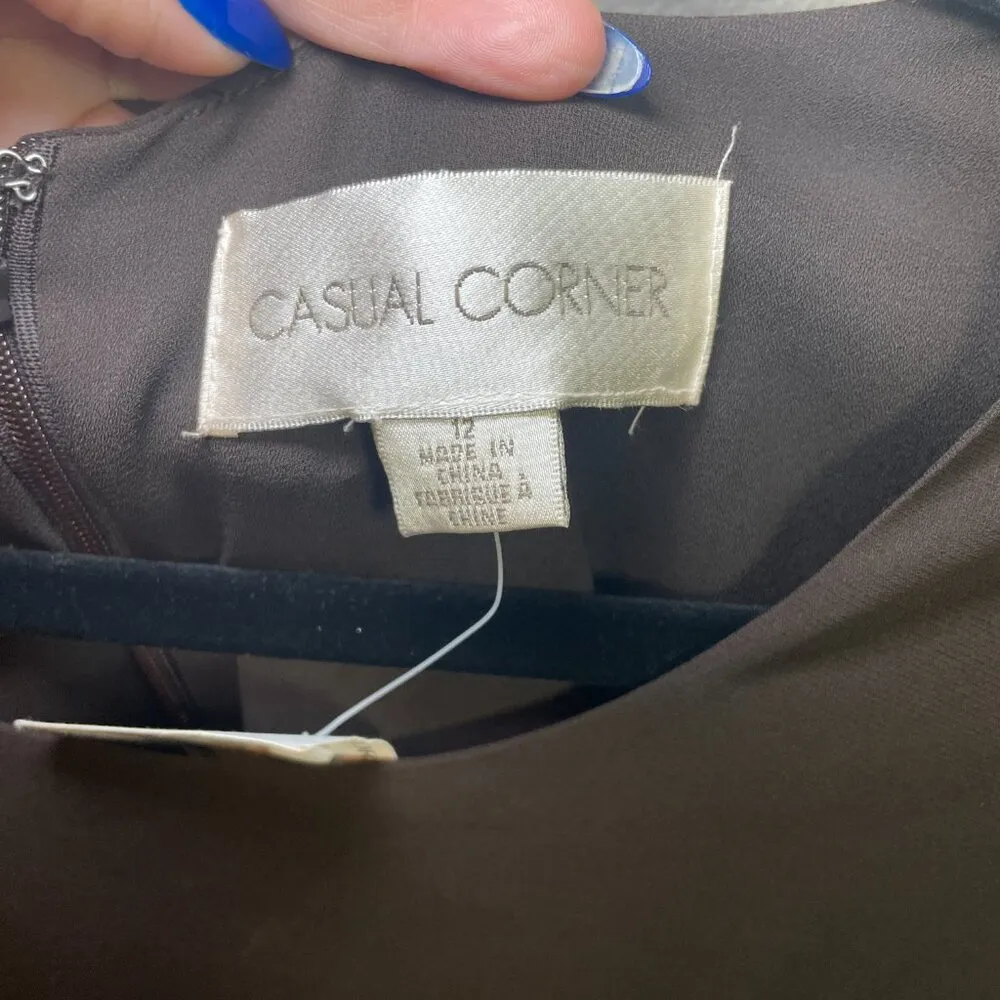 CASUAL CORNER
12
MADE IN
CHINA
FABRIQUE À
CHINE